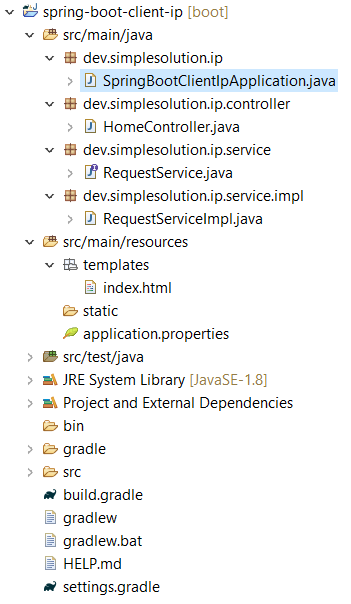 spring-boot-client-ip [boot]
src/main/java
dev.simplesolution.ip
SpringBootClientIpApplication.java
dev.simplesolution.ip.controller
HomeController.java
dev.simplesolution.ip.service
RequestService.java
dev.simplesolution.ip.service.impl
RequestServiceImpl.java
src/main/resources
templates
index.html
static
application.properties
src/test/java
JRE System Library [JavaSE-1.8]
Project and External Dependencies
bin
gradle
src
build.gradle
gradlew
gradlew.bat
HELP.md
settings.gradle